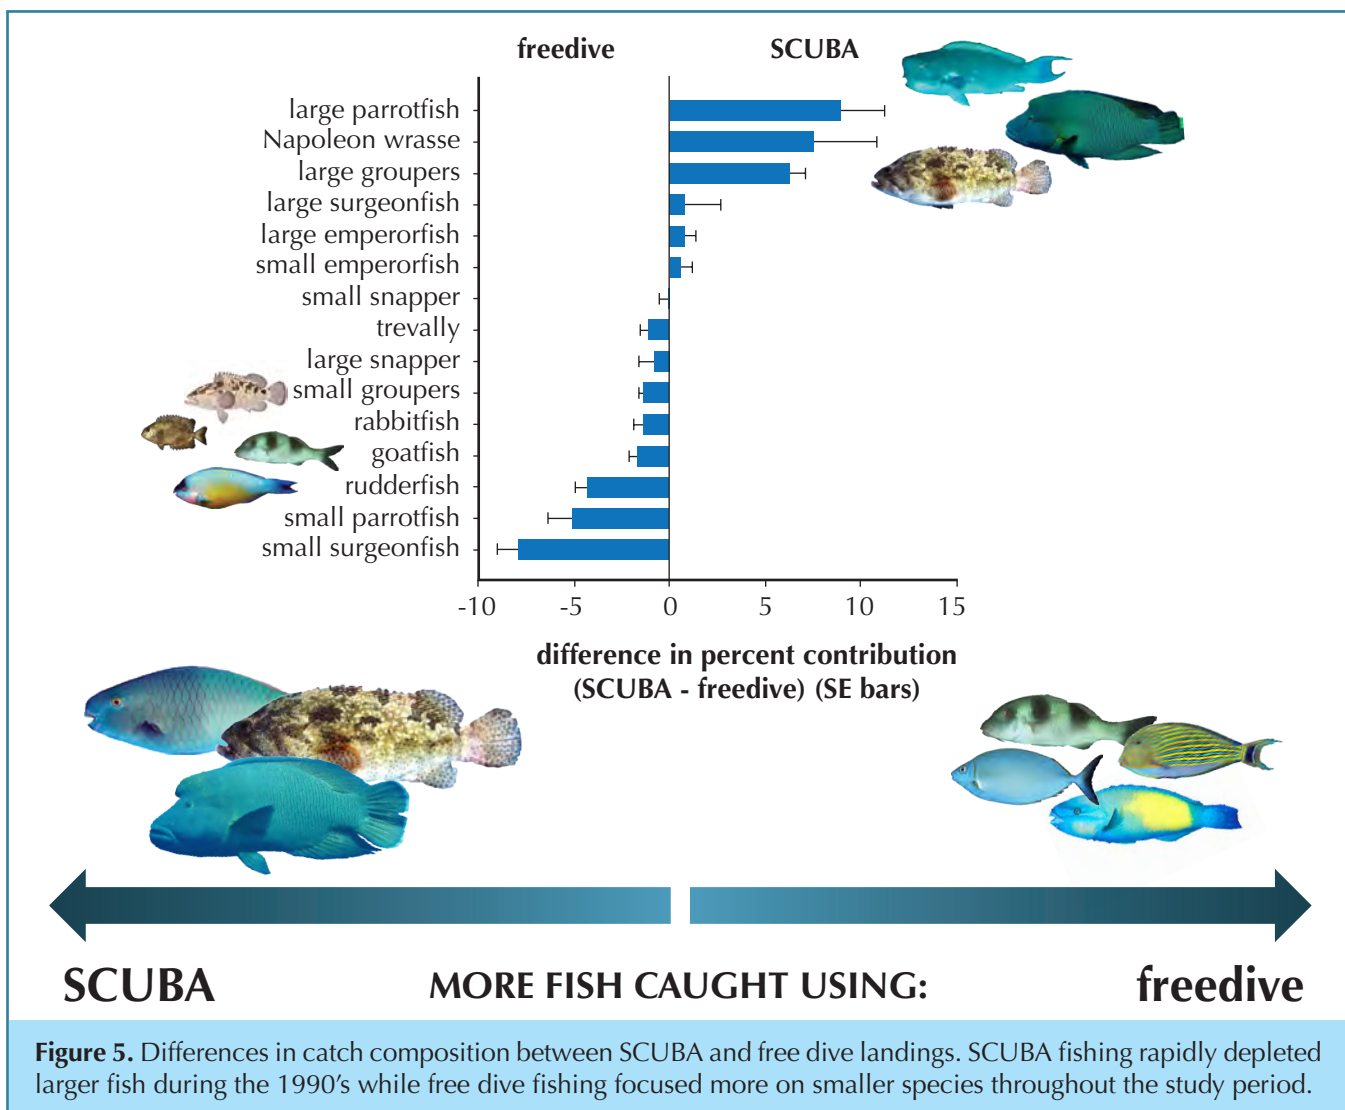 freedive SCUBA
large parrotfish
Napoleon wrasse
large groupers
large surgeonfish
large emperorfish
small emperorfish
small snapper
trevally
large snapper
small groupers
rabbitfish
goatfish
rudderfish
small parrotfish
small surgeonfish
-10 -5 0 5 10 15
difference in percent contribution
(SCUBA - freedive) (SE bars)
SCUBA MORE FISH CAUGHT USING: freedive
Figure 5. Differences in catch composition between SCUBA and free dive landings. SCUBA fishing rapidly depleted
larger fish during the 1990's while free dive fishing focused more on smaller species throughout the study period.